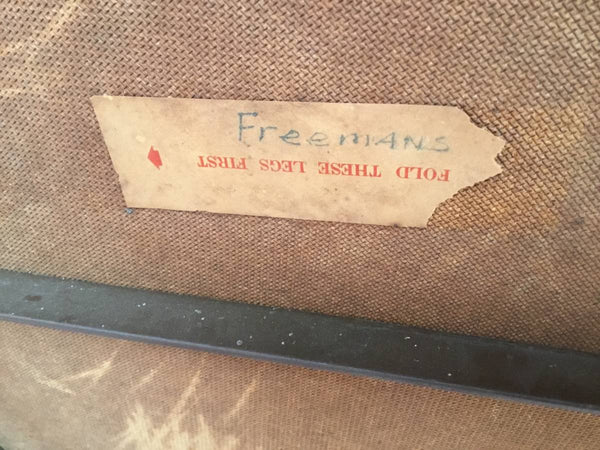 FreemANS
FOLD THESE LEGS FIRST